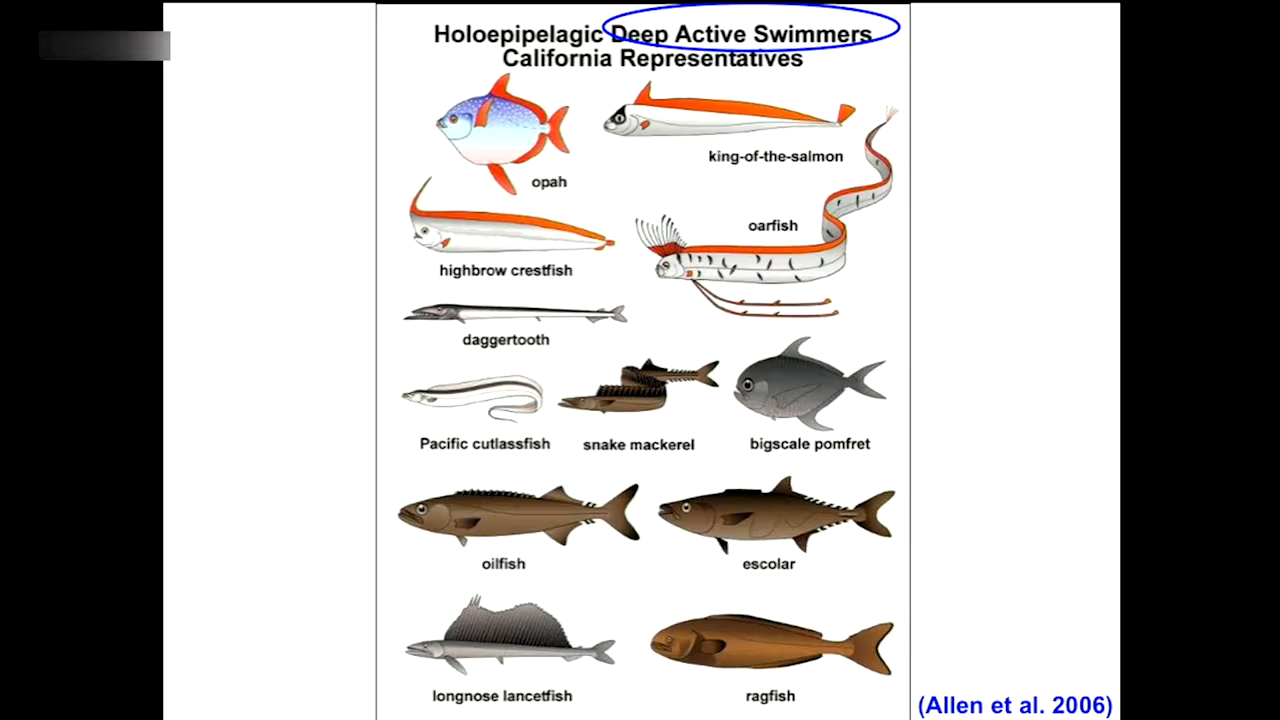 Holoepipelagic Deep Active Swimmers
California Representatives
opah
king-of-the-salmon
highbrow crestfish
oarfish
daggertooth
Pacific cutlassfish
snake mackerel
bigscale pomfret
oilfish
escolar
longnose lancetfish
ragfish
(Allen et al. 2006)